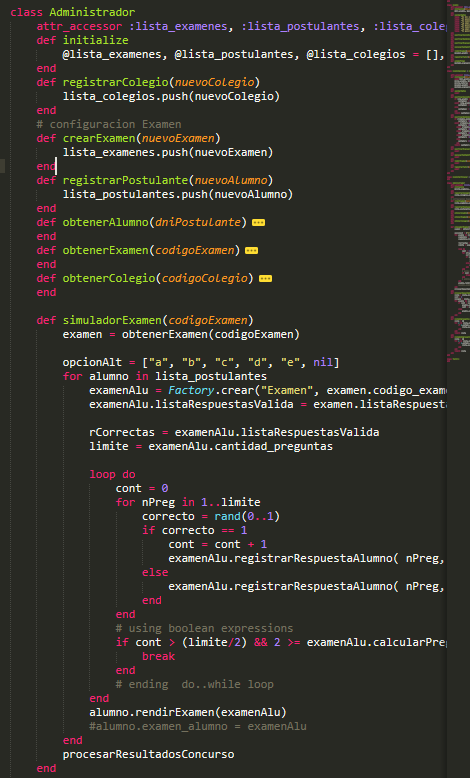 class Administrador
    attr_accessor :lista_examenes, :lista_postulantes, :lista_cole
    def initialize
        @lista_examenes, @lista_postulantes, @lista_colegios = [],
    end
    def registrarColegio(nuevoColegio)
        lista_colegios.push(nuevoColegio)
    end
    # configuracion Examen
    def crearExamen(nuevoExamen)
        lista_examenes.push(nuevoExamen)
    end
    def registrarPostulante(nuevoAlumno)
        lista_postulantes.push(nuevoAlumno)
    end
    def obtenerAlumno(dniPostulante)
    end
    def obtenerExamen(codigoExamen)
    end
    def obtenerColegio(codigoColegio)
    end
    def simuladorExamen(codigoExamen)
        examen = obtenerExamen(codigoExamen)
        opcionAlt = ["a", "b", "c", "d", "e", nil]
        for alumno in lista_postulantes
            examenAlu = Factory.crear("Examen", examen.codigo_exam
            examenAlu.listaRespuestasValida = examen.listaRespuest
            rCorrectas = examenAlu.listaRespuestasValida
            limite = examenAlu.cantidad_preguntas
            loop do
                cont = 0
                for nPreg in 1..limite
                    correcto = rand(0..1)
                    if correcto == 1
                        cont = cont + 1
                        examenAlu.registrarRespuestaAlumno( nPreg,
                    else
                        examenAlu.registrarRespuestaAlumno( nPreg,
                    end
                end
                # using boolean expressions
                if cont > (limite/2) && 2 >= examenAlu.calcularPre
                    break
                end
                # ending  do..while loop
            end
            alumno.rendirExamen(examenAlu)
            #alumno.examen_alumno = examenAlu
        end
        procesarResultadosConcurso
    end